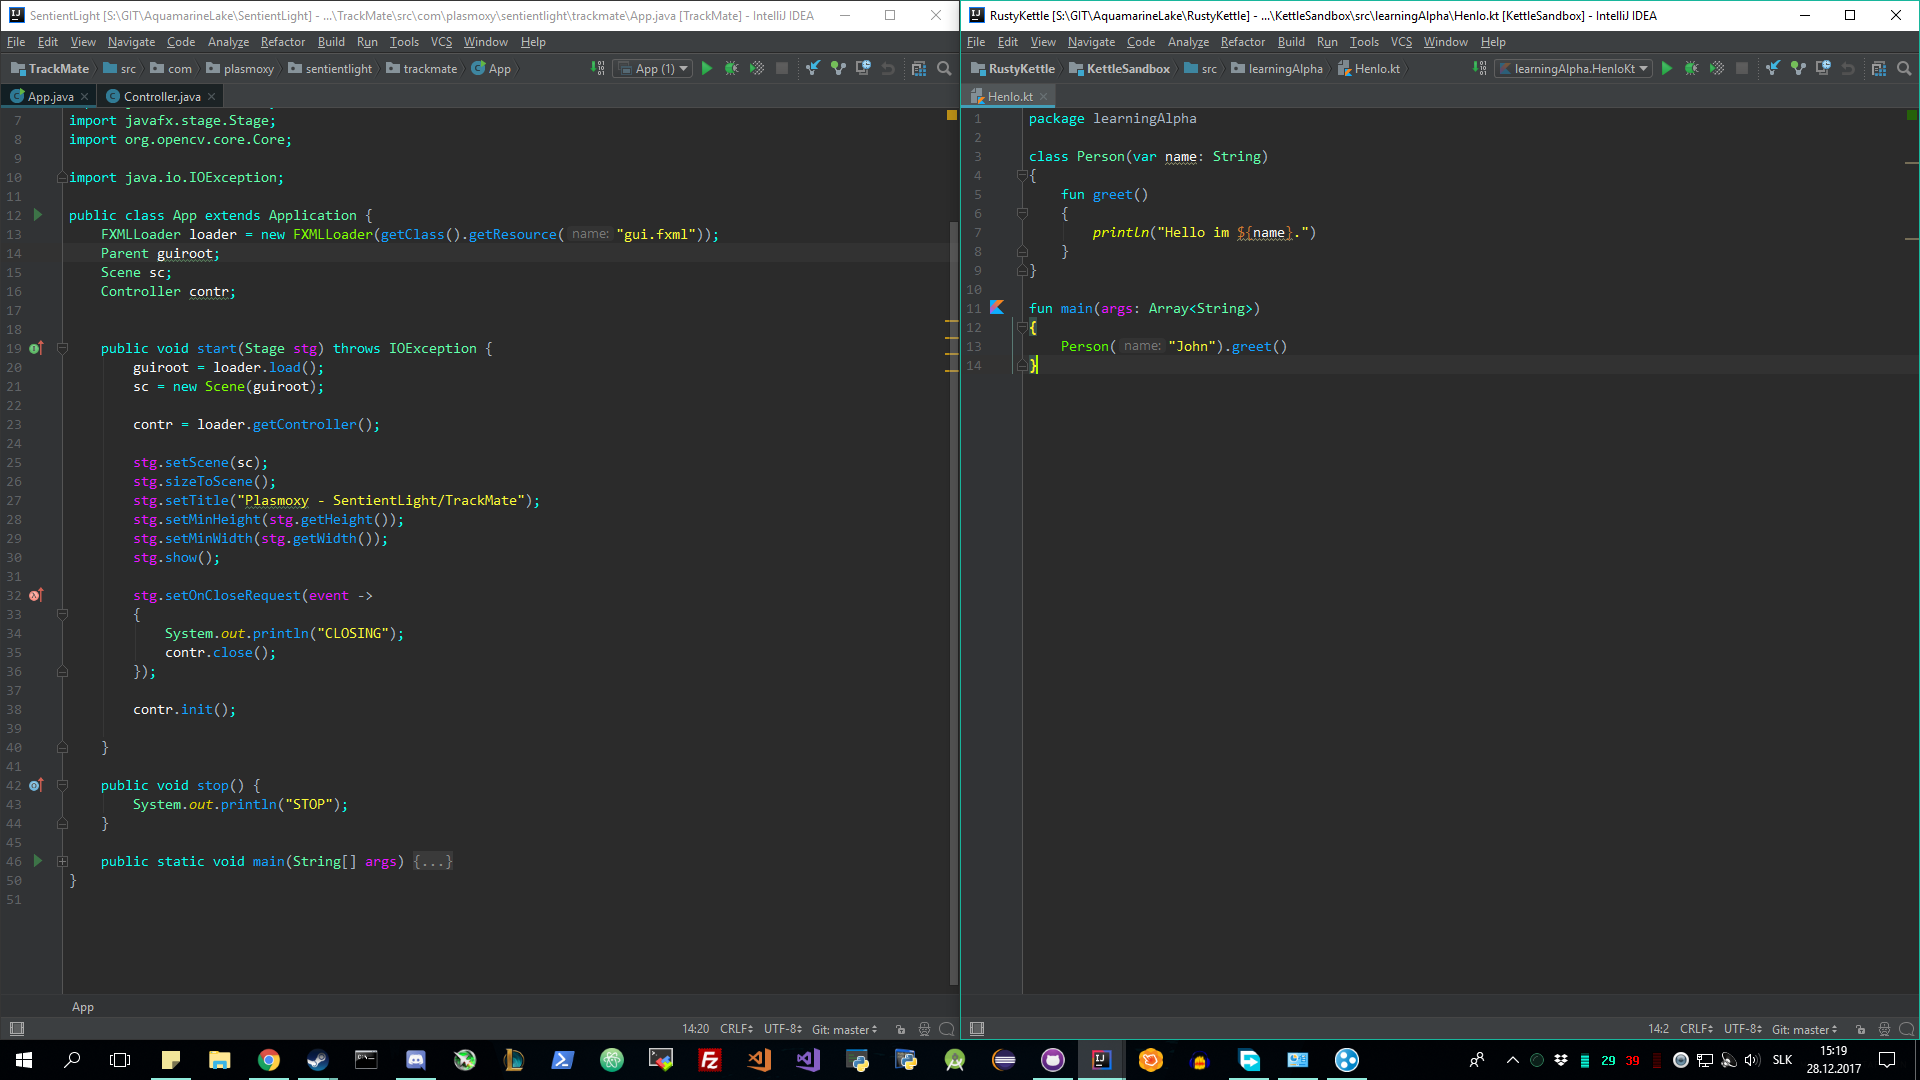 SentientLight [S:\GIT\AquamarineLake\SentientLight] - ...\TrackMate\src\com\plasmoxy\sentientlight\trackmate\App.java [TrackMate] - IntelliJ IDEA
File Edit View Navigate Code Analyze Refactor Build Run Tools VCS Window Help
TrackMate src com plasmoxy sentientlight trackmate App App (1)
App.java Controller.java
7 import javafx.stage.Stage;
8 import org.opencv.core.Core;
9
10 import java.io.IOException;
11
12 public class App extends Application {
13 FXMLLoader loader = new FXMLLoader(getClass().getResource( name: "gui.fxml"));
14 Parent guiroot;
15 Scene sc;
16 Controller contr;
17
18
19 public void start(Stage stg) throws IOException {
20 guiroot = loader.load();
21 sc = new Scene(guiroot);
22
23 contr = loader.getController();
24
25 stg.setScene(sc);
26 stg.sizeToScene();
27 stg.setTitle("Plasmoxy - SentientLight/TrackMate");
28 stg.setMinHeight(stg.getHeight());
29 stg.setMinWidth(stg.getWidth());
30 stg.show();
31
32 stg.setOnCloseRequest(event ->
33 {
34 System.out.println("CLOSING");
35 contr.close();
36 });
37
38 contr.init();
39
40 }
41
42 public void stop() {
43 System.out.println("STOP");
44 }
45
46 public static void main(String[] args) {...}
50 }
51
App
14:20 CRLF UTF-8 Git: master
RustyKettle [S:\GIT\AquamarineLake\RustyKettle] - ...\KettleSandbox\src\learningAlpha\Henlo.kt [KettleSandbox] - IntelliJ IDEA
File Edit View Navigate Code Analyze Refactor Build Run Tools VCS Window Help
RustyKettle KettleSandbox src learningAlpha Henlo.kt learningAlpha.HenloKt
Henlo.kt
1 package learningAlpha
2
3 class Person(var name: String)
4 {
5 fun greet()
6 {
7 println("Hello im ${name}.")
8 }
9 }
10
11 fun main(args: Array<String>)
12 {
13 Person( name: "John").greet()
14 }
14:2 CRLF UTF-8 Git: master
29 39 SLK 15:19
28.12.2017